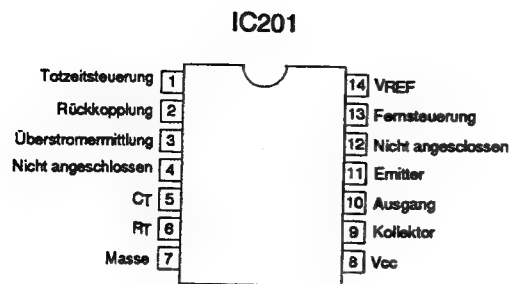 IC201
Totzeitsteuerung 1
Rückkopplung 2
Überstromermittlung 3
Nicht angeschlossen 4
CT 5
RT 6
Masse 7
14 VREF
13 Fernsteuerung
12 Nicht angesclossen
11 Emitter
10 Ausgang
9 Kollektor
8 Vcc